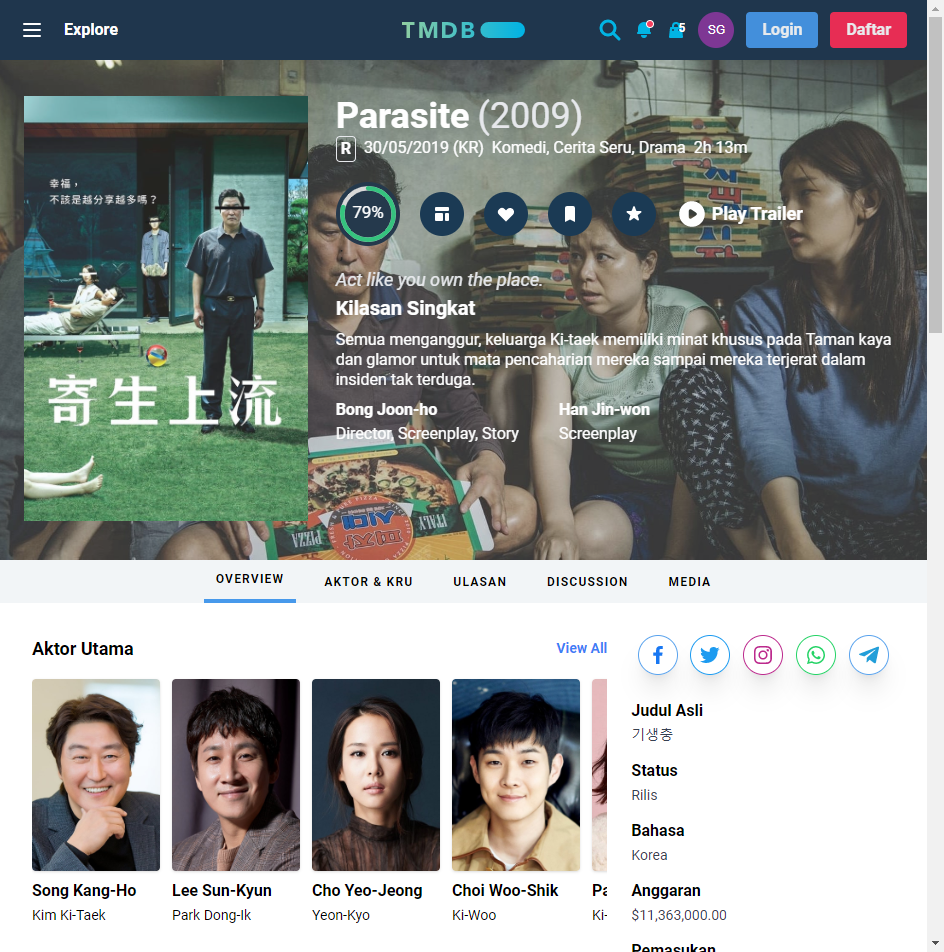 Explore
TMDB
5
SG
Login
Daftar
幸福，
不該是越分享越多嗎？
寄生上流
Parasite (2009)
R 30/05/2019 (KR) Komedi, Cerita Seru, Drama 2h 13m
79%
Play Trailer
Act like you own the place.
Kilasan Singkat
Semua menganggur, keluarga Ki-taek memiliki minat khusus pada Taman kaya
dan glamor untuk mata pencaharian mereka sampai mereka terjerat dalam
insiden tak terduga.
Bong Joon-ho
Director, Screenplay, Story
Han Jin-won
Screenplay
PIZZA
ITALY
OVERVIEW
AKTOR & KRU
ULASAN
DISCUSSION
MEDIA
Aktor Utama
View All
Song Kang-Ho
Kim Ki-Taek
Lee Sun-Kyun
Park Dong-Ik
Cho Yeo-Jeong
Yeon-Kyo
Choi Woo-Shik
Ki-Woo
Pa
Ki-
Judul Asli
기생충
Status
Rilis
Bahasa
Korea
Anggaran
$11,363,000.00
Pemasukan